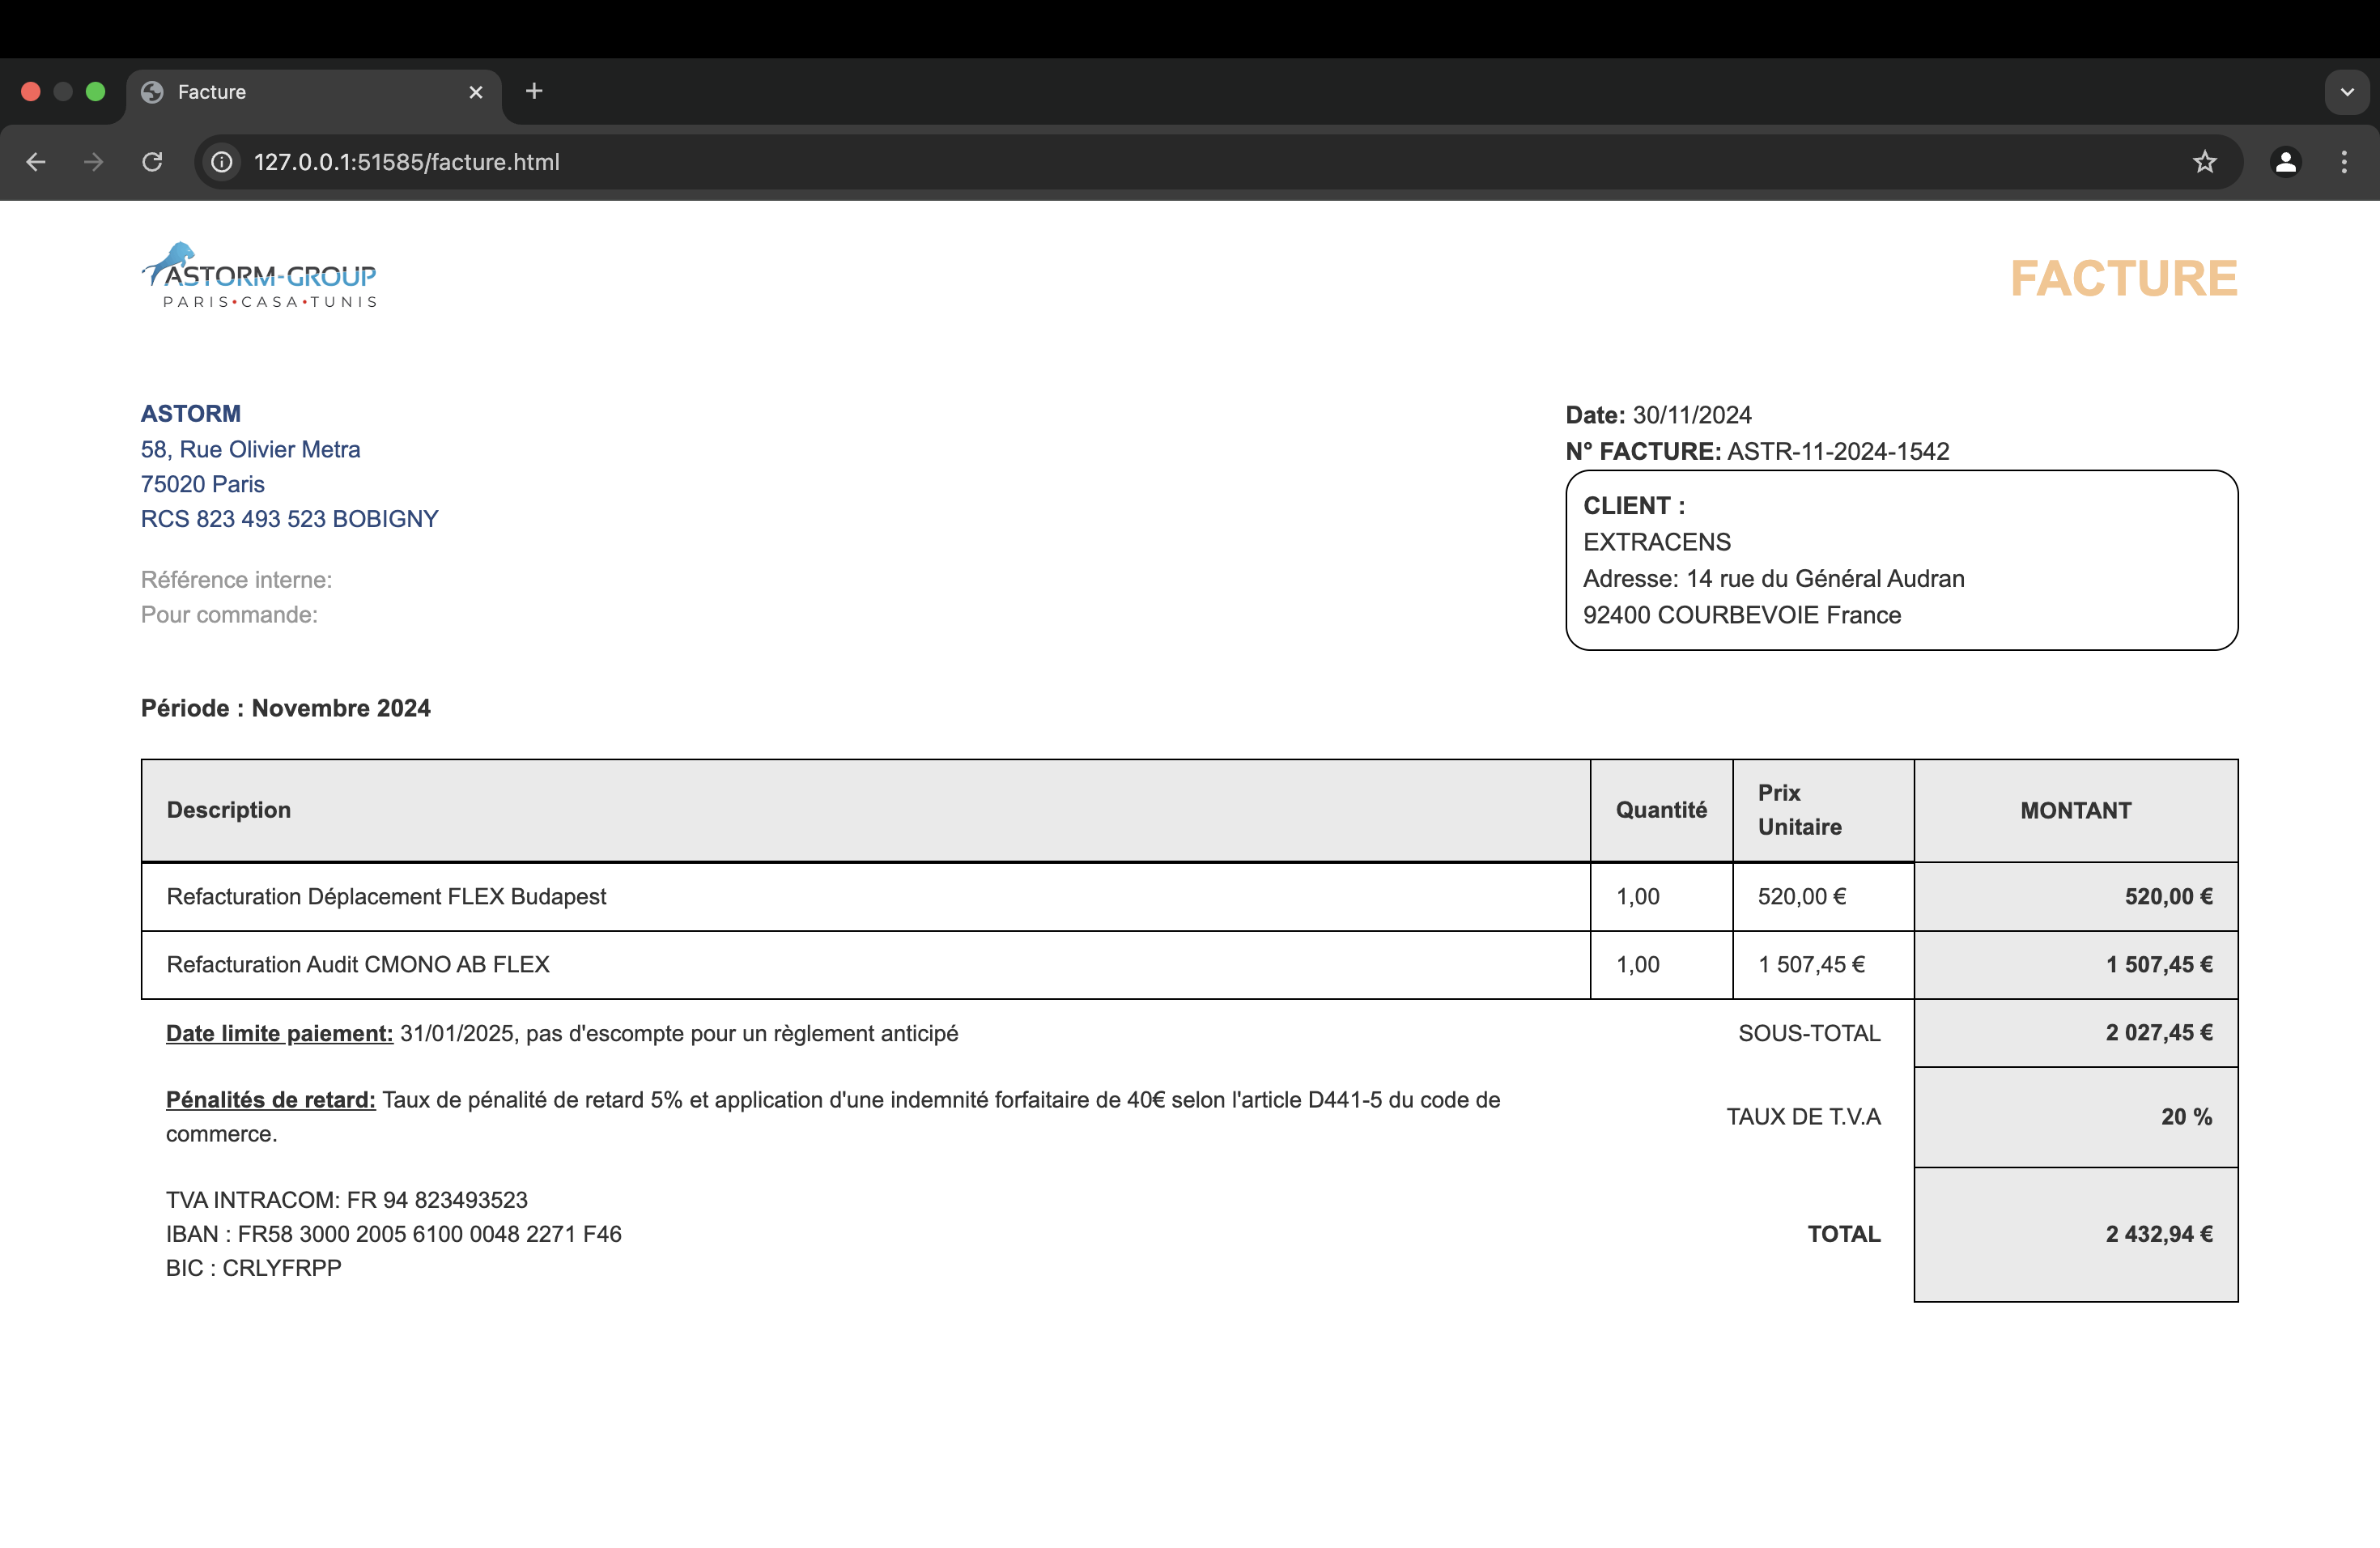 Facture
127.0.0.1:51585/facture.html
ASTORM-GROUP
PARIS•CASA•TUNIS
FACTURE
ASTORM
58, Rue Olivier Metra
75020 Paris
RCS 823 493 523 BOBIGNY
Référence interne:
Pour commande:
Date: 30/11/2024
N° FACTURE: ASTR-11-2024-1542
CLIENT :
EXTRACENS
Adresse: 14 rue du Général Audran
92400 COURBEVOIE France
Période : Novembre 2024
Description Quantité Prix Unitaire MONTANT
Refacturation Déplacement FLEX Budapest 1,00 520,00 € 520,00 €
Refacturation Audit CMONO AB FLEX 1,00 1 507,45 € 1 507,45 €
Date limite paiement: 31/01/2025, pas d'escompte pour un règlement anticipé SOUS-TOTAL 2 027,45 €
Pénalités de retard: Taux de pénalité de retard 5% et application d'une indemnité forfaitaire de 40€ selon l'article D441-5 du code de
commerce.
TAUX DE T.V.A 20 %
TVA INTRACOM: FR 94 823493523
IBAN : FR58 3000 2005 6100 0048 2271 F46
BIC : CRLYFRPP
TOTAL 2 432,94 €